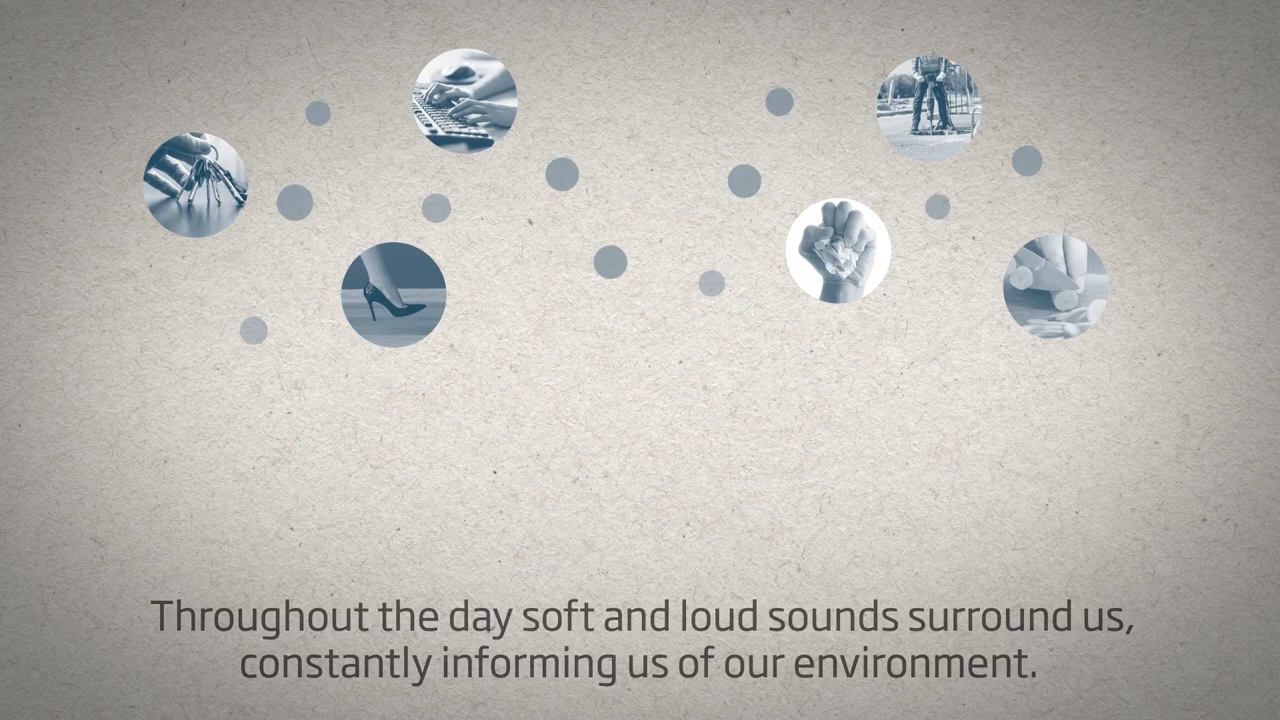 Throughout the day soft and loud sounds surround us,
constantly informing us of our environment.